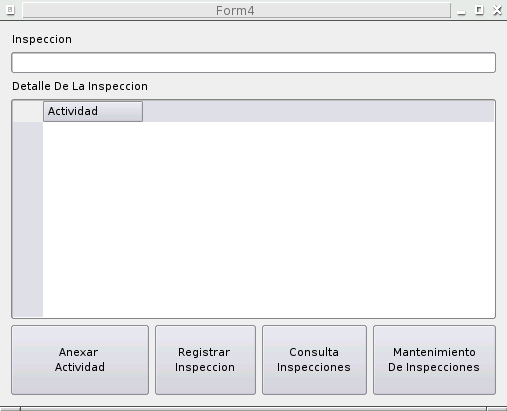 Form4
Inspeccion
Detalle De La Inspeccion
Actividad
Anexar
Actividad
Registrar
Inspeccion
Consulta
Inspecciones
Mantenimiento
De Inspecciones